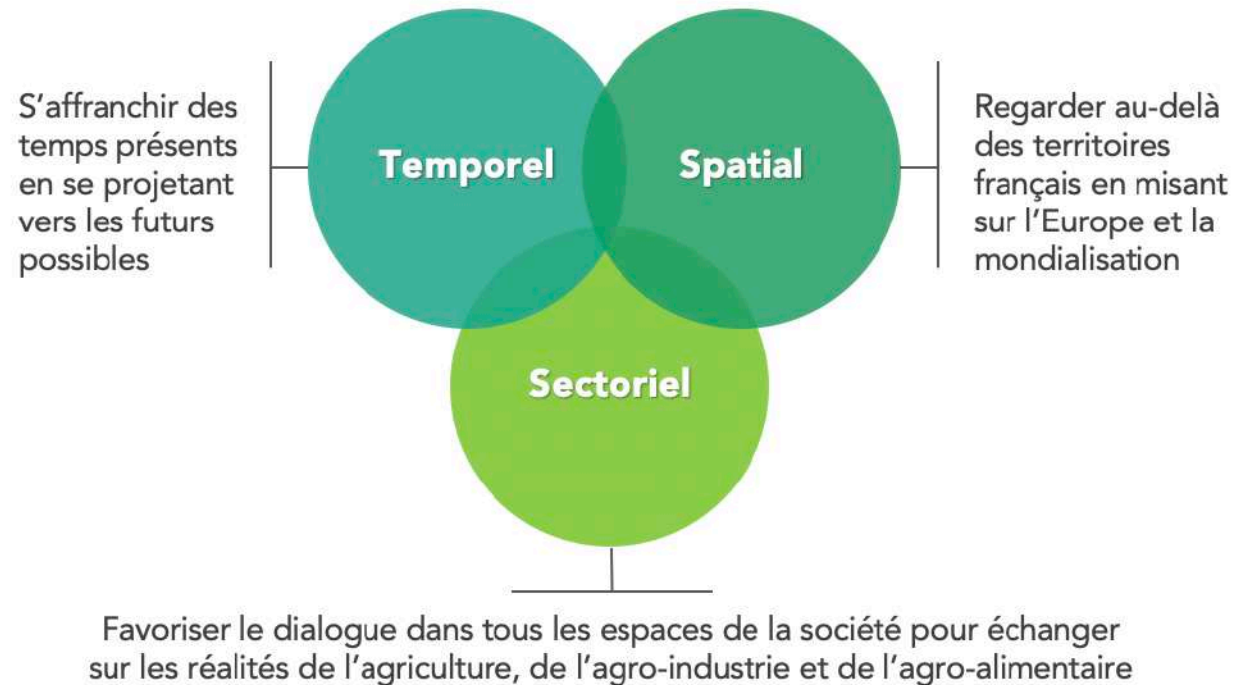 S'affranchir des
temps présents
en se projetant
vers les futurs
possibles
Temporel
Spatial
Regarder au-delà
des territoires
français en misant
sur l'Europe et la
mondialisation
Sectoriel
Favoriser le dialogue dans tous les espaces de la société pour échanger
sur les réalités de l'agriculture, de l'agro-industrie et de l'agro-alimentaire